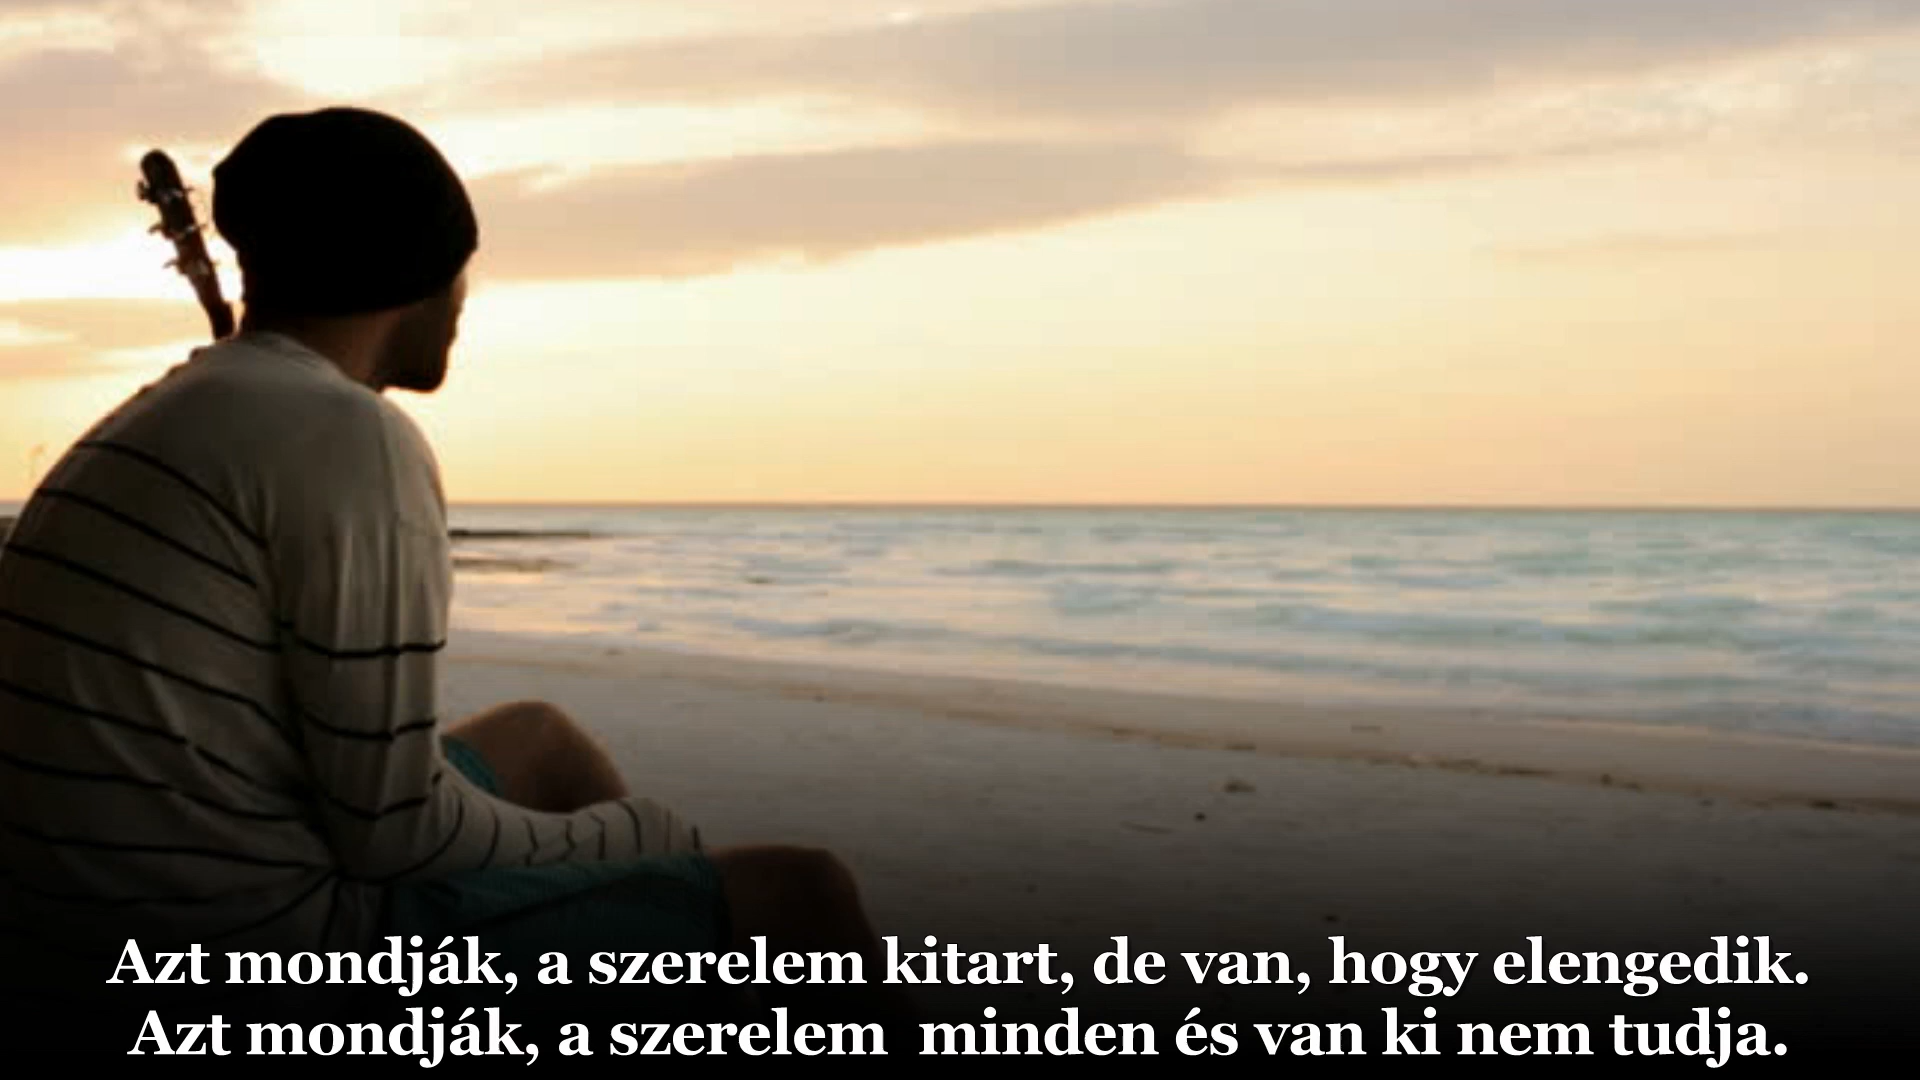 Azt mondják, a szerelem kitart, de van, hogy elengedik.
Azt mondják, a szerelem  minden és van ki nem tudja.